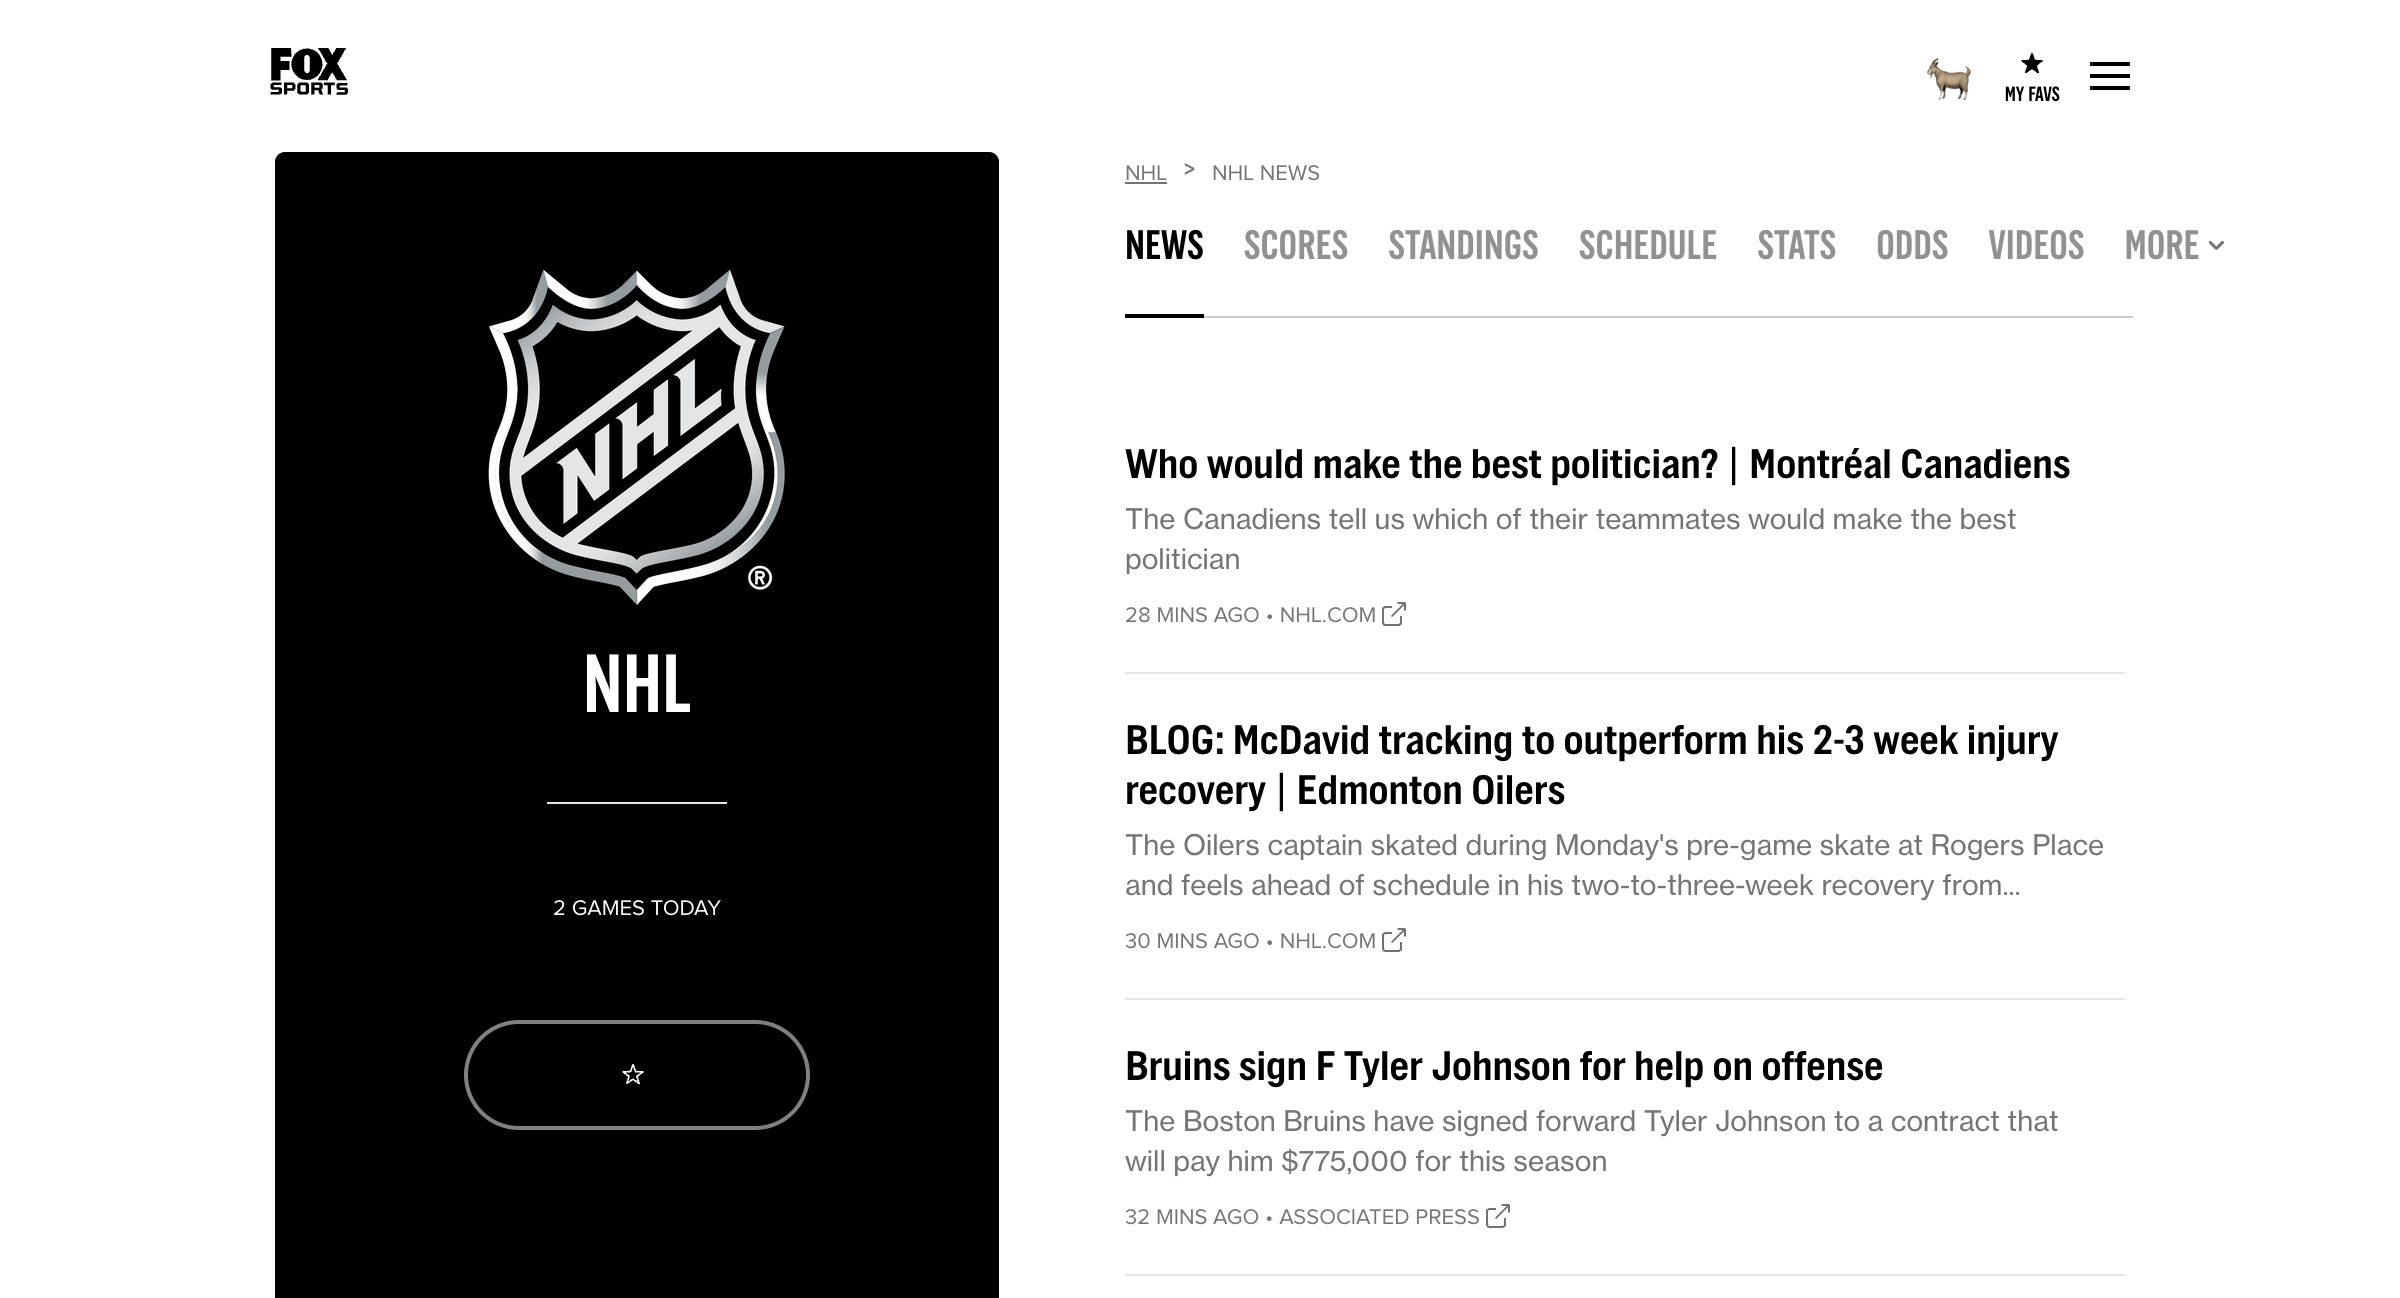 FOX
SPORTS
MY FAVS
NHL
®
NHL
2 GAMES TODAY
NHL > NHL NEWS
NEWS SCORES STANDINGS SCHEDULE STATS ODDS VIDEOS MORE
Who would make the best politician? | Montréal Canadiens
The Canadiens tell us which of their teammates would make the best
politician
28 MINS AGO • NHL.COM
BLOG: McDavid tracking to outperform his 2-3 week injury
recovery | Edmonton Oilers
The Oilers captain skated during Monday's pre-game skate at Rogers Place
and feels ahead of schedule in his two-to-three-week recovery from...
30 MINS AGO • NHL.COM
Bruins sign F Tyler Johnson for help on offense
The Boston Bruins have signed forward Tyler Johnson to a contract that
will pay him $775,000 for this season
32 MINS AGO • ASSOCIATED PRESS